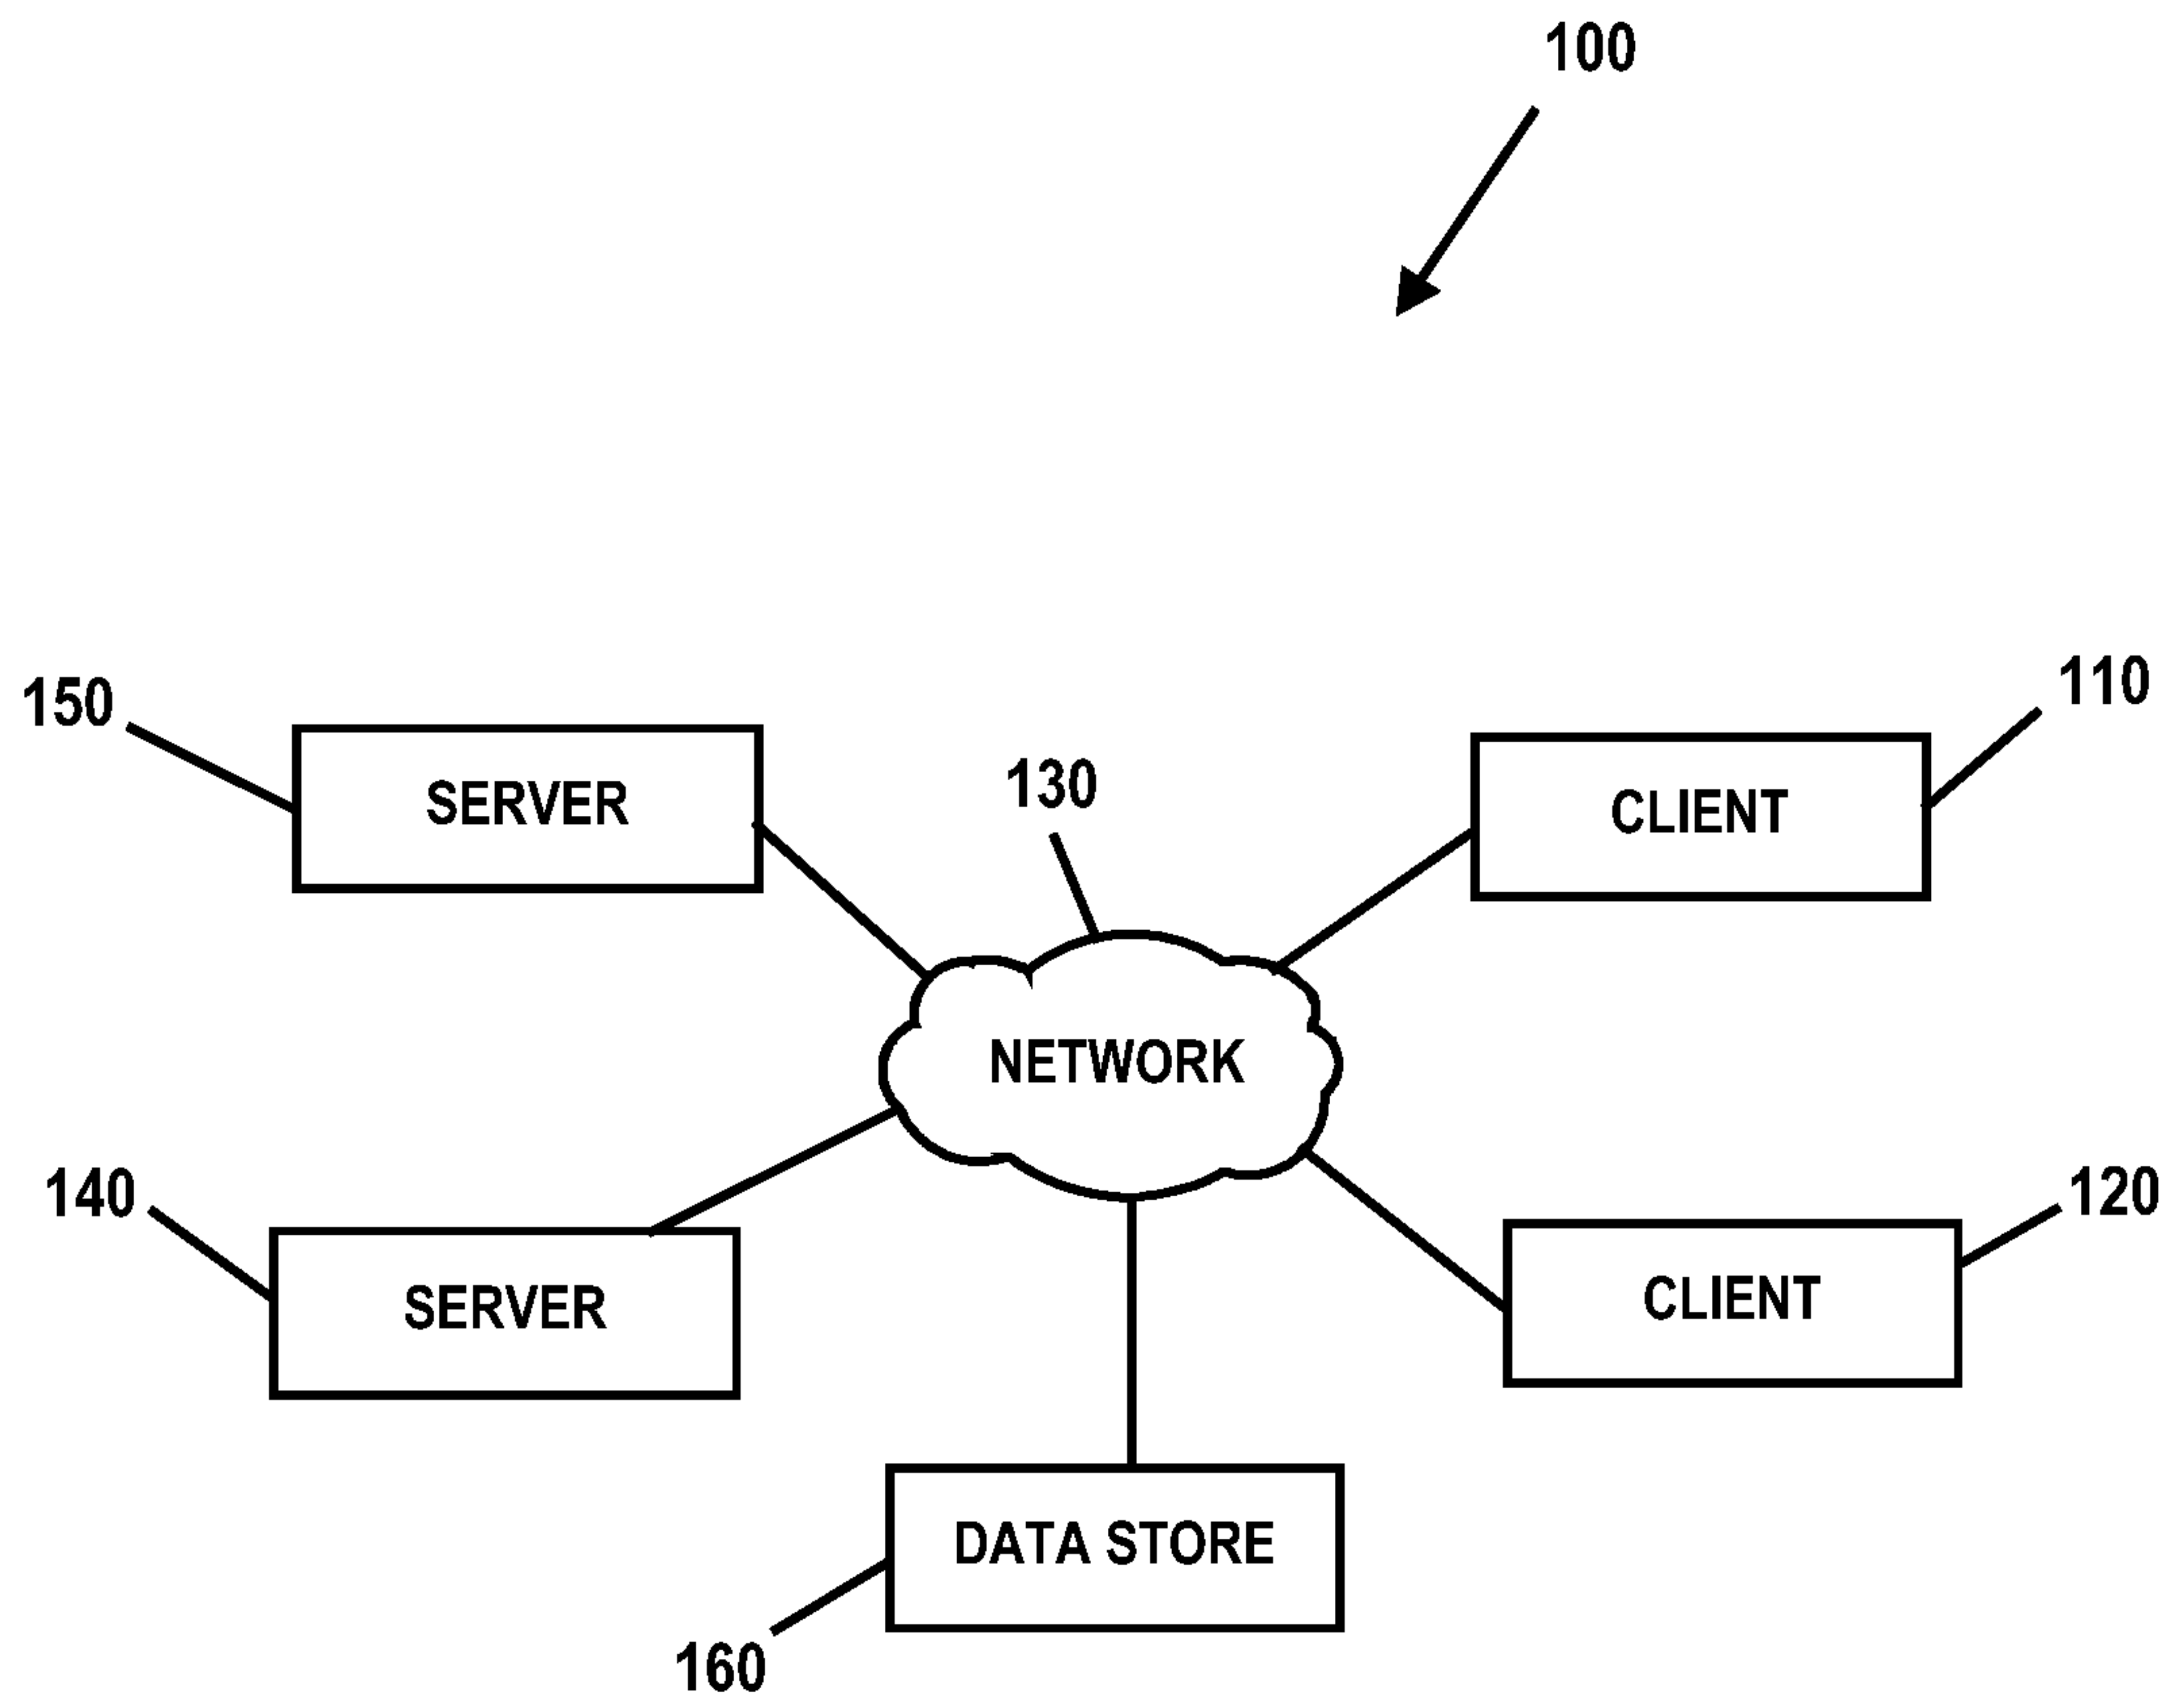 100
150
110
SERVER
130
CLIENT
NETWORK
140
120
SERVER
CLIENT
DATA STORE
160